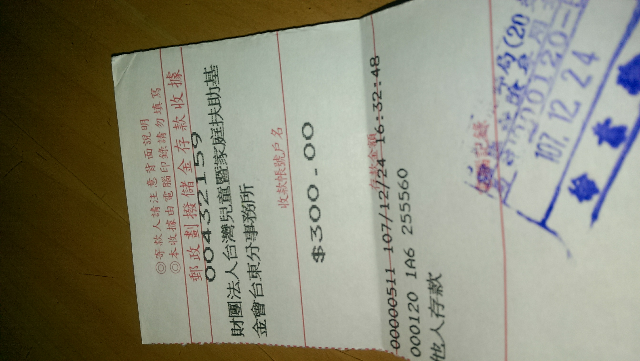 ◎寄款人請注意背面說明
◎本收據由電腦印錄請勿填寫
郵政劃撥儲金存款收據
00432159
財團法人台灣兒童暨家庭扶助基
金會台東分事務所
收款帳號戶名
$300.00
存款金額
00000511 107/12/24 16:32:48
000120 1A6 255560
他人存款
107.12.24